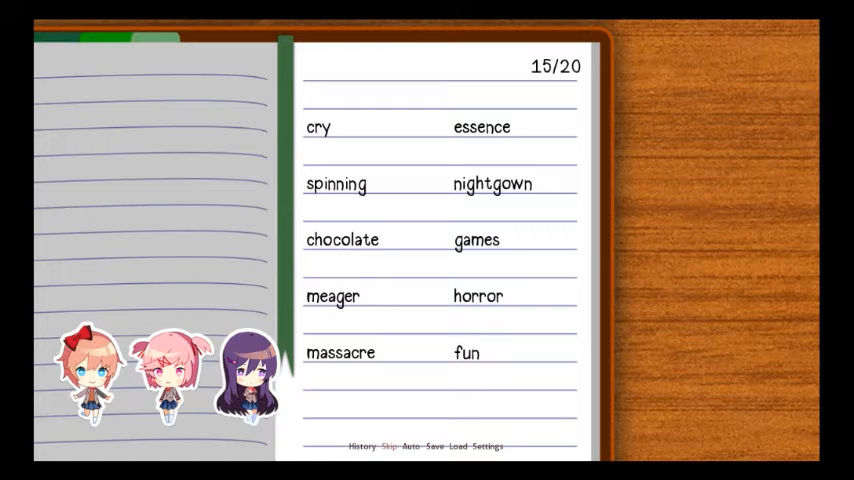 15/20
cry essence
spinning nightgown
chocolate games
meager horror
massacre fun
History Skip Auto Save Load Settings